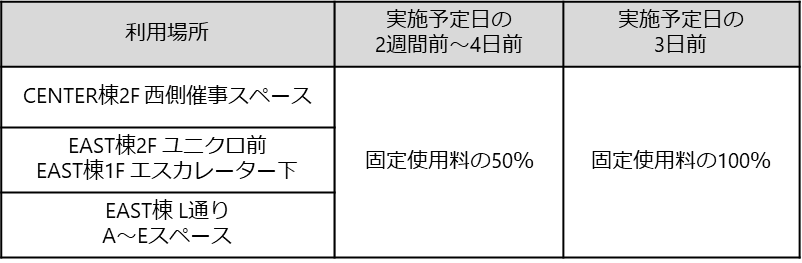 利用場所
実施予定日の
2週間前～4日前
実施予定日の
3日前
CENTER棟2F 西側催事スペース
固定使用料の50%
固定使用料の100%
EAST棟2F ユニクロ前
EAST棟1F エスカレーター下
EAST棟 L通り
A～Eスペース